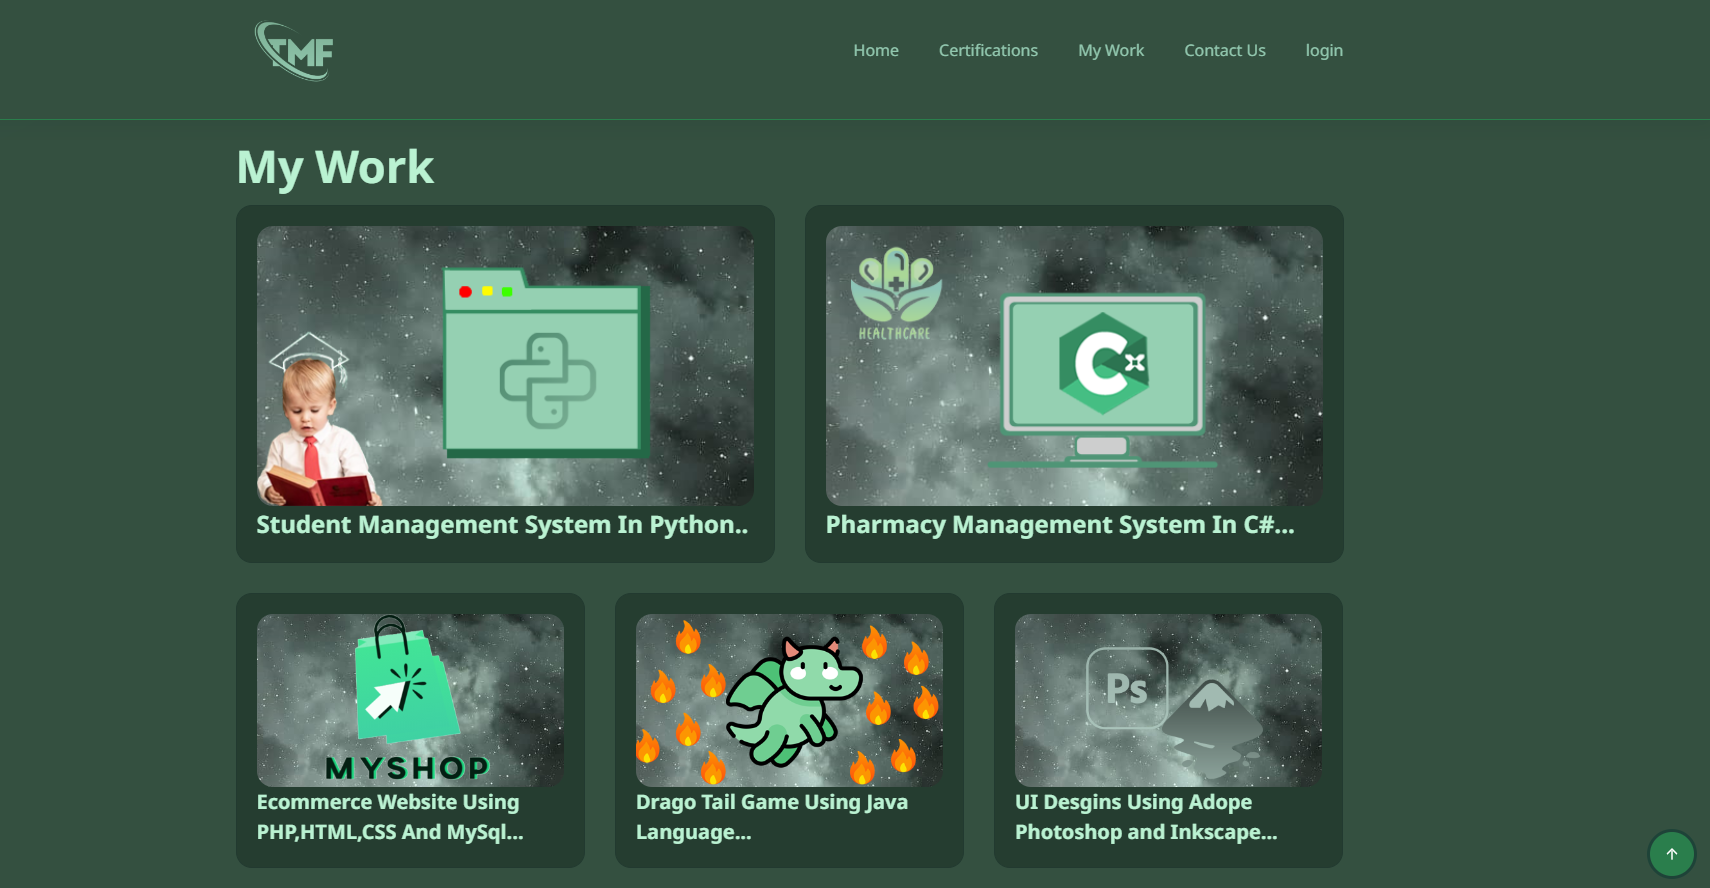 TMF
Home
Certifications
My Work
Contact Us
login
My Work
HEALTHCARE
C
Student Management System In Python..
Pharmacy Management System In C#...
MYSHOP
Ps
Ecommerce Website Using
PHP,HTML,CSS And MySql...
Drago Tail Game Using Java
Language...
UI Desgins Using Adope
Photoshop and Inkscape...